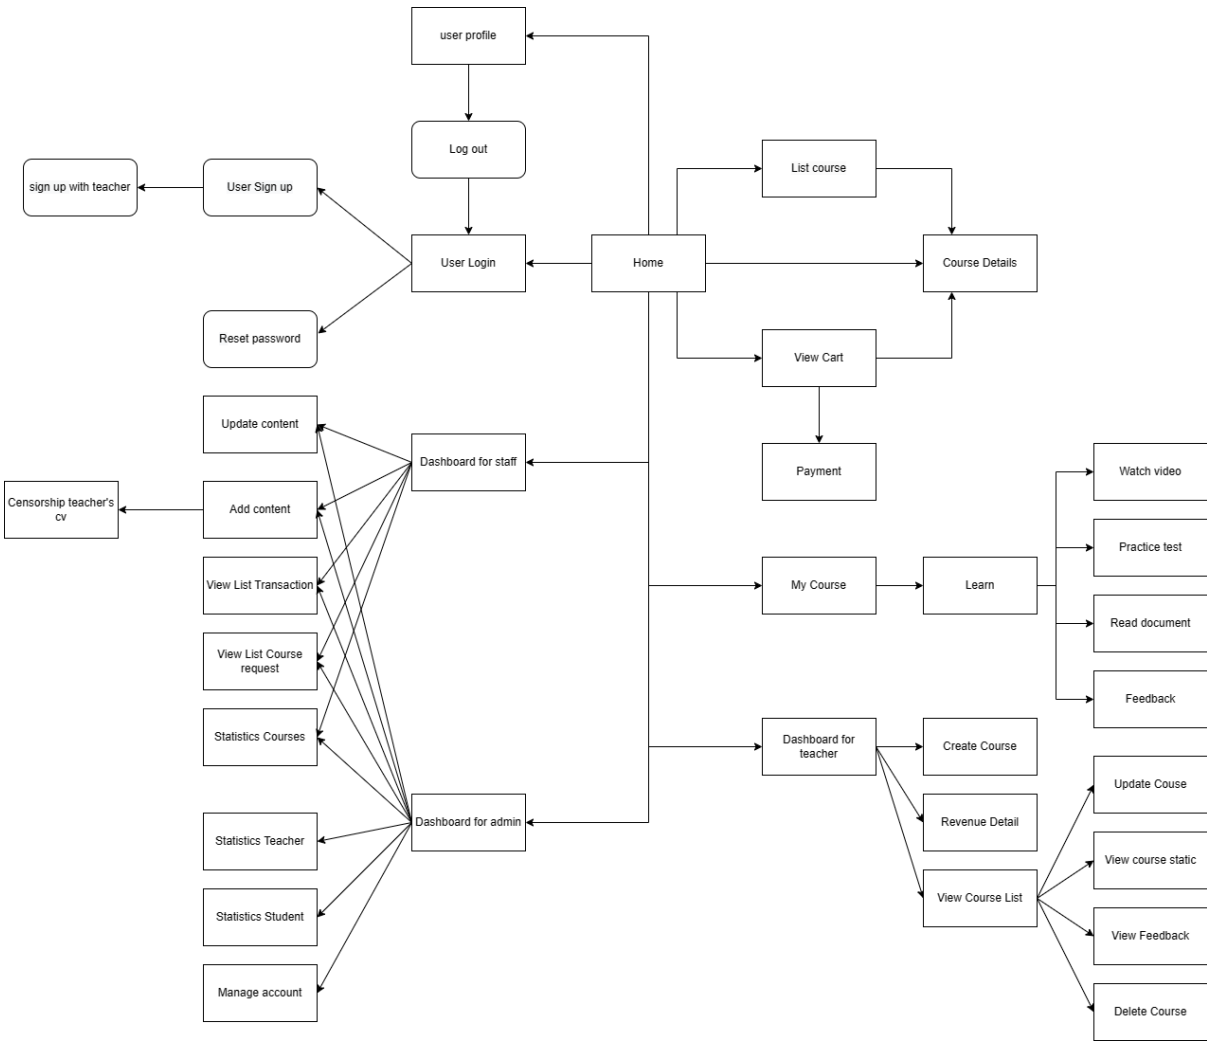 user profile
Log out
List course
sign up with teacher
User Sign up
User Login
Home
Course Details
Reset password
View Cart
Update content
Dashboard for staff
Payment
Watch video
Censorship teacher's
cv
Add content
Practice test
View List Transaction
My Course
Learn
Read document
View List Course
request
Feedback
Statistics Courses
Dashboard for
teacher
Create Course
Update Couse
Dashboard for admin
Revenue Detail
Statistics Teacher
View course static
Statistics Student
View Course List
View Feedback
Manage account
Delete Course